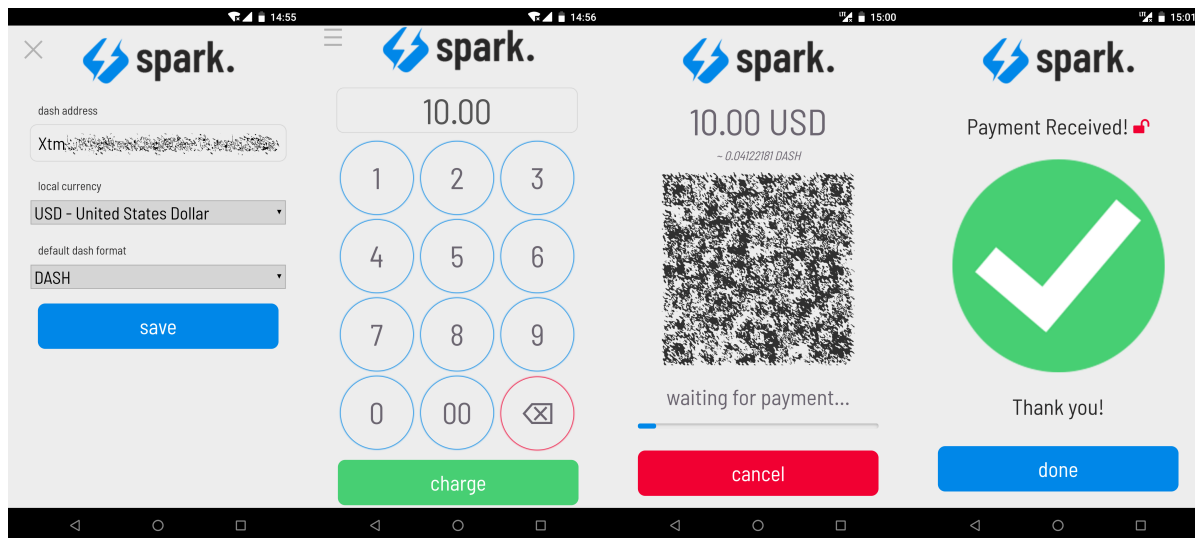 14:55
spark.
dash address
Xtm
local currency
USD - United States Dollar
default dash format
DASH
save
14:56
spark.
10.00
1 2 3
4 5 6
7 8 9
0 00
charge
LTE 15:00
spark.
10.00 USD
~ 0.04122181 DASH
waiting for payment...
cancel
LTE 15:01
spark.
Payment Received!
Thank you!
done